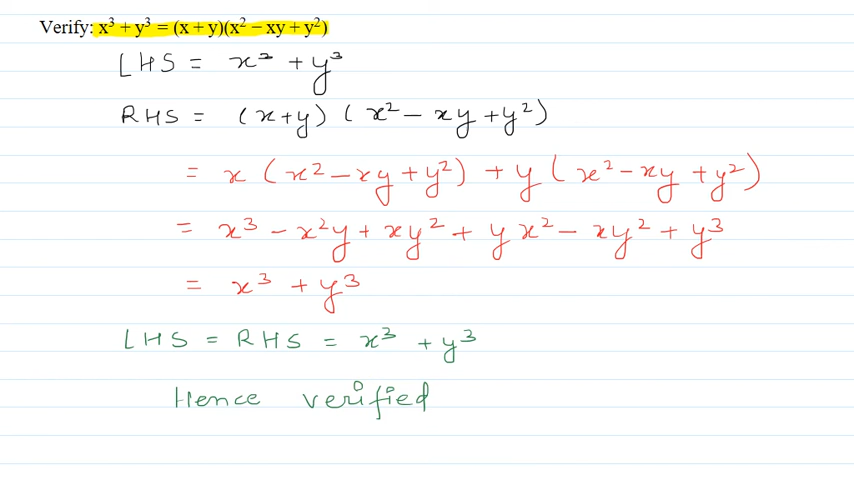 Verify: x³ + y³ = (x + y)(x² − xy + y²)
LHS = x³ + y³
RHS = (x+y) (x² − xy + y²)
= x (x² − xy + y²) + y (x² − xy + y²)
= x³ − x²y + xy² + yx² − xy² + y³
= x³ + y³
LHS = RHS = x³ + y³
Hence verified